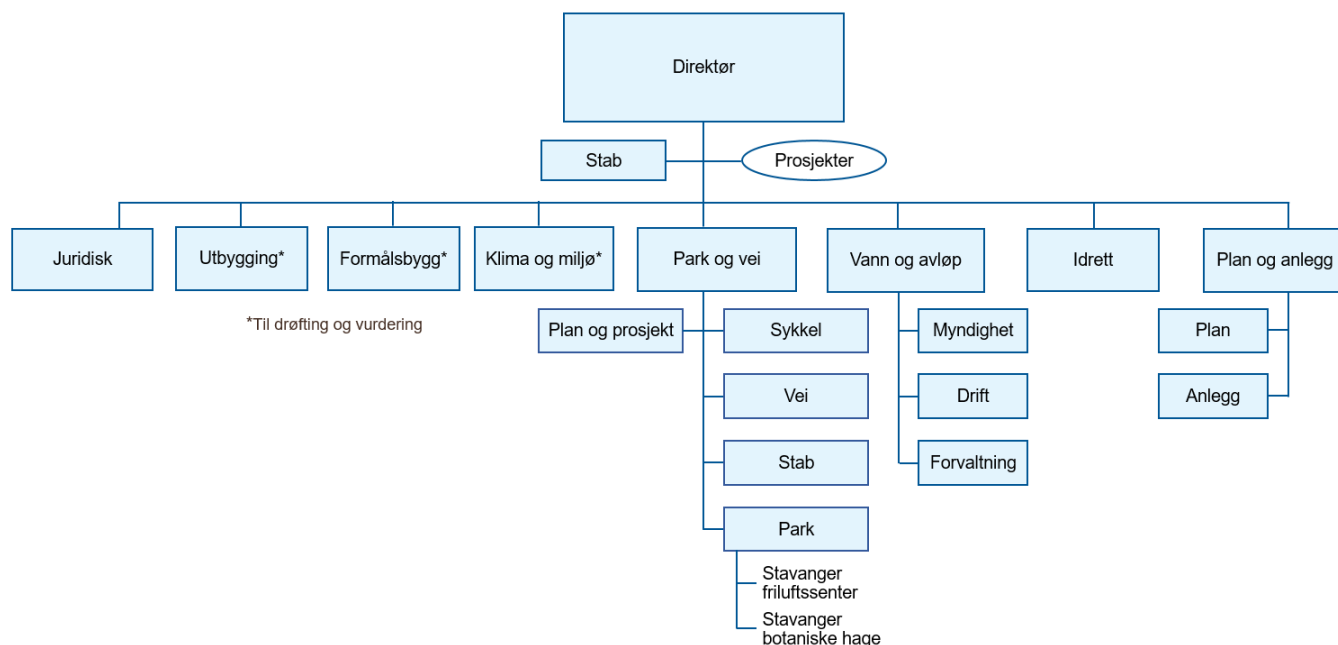 Direktør
Stab
Prosjekter
Juridisk
Utbygging*
Formålsbygg*
Klima og miljø*
Park og vei
Vann og avløp
Idrett
Plan og anlegg
*Til drøfting og vurdering
Plan og prosjekt
Sykkel
Myndighet
Plan
Vei
Drift
Anlegg
Stab
Forvaltning
Park
Stavanger
friluftssenter
Stavanger
botaniske hage